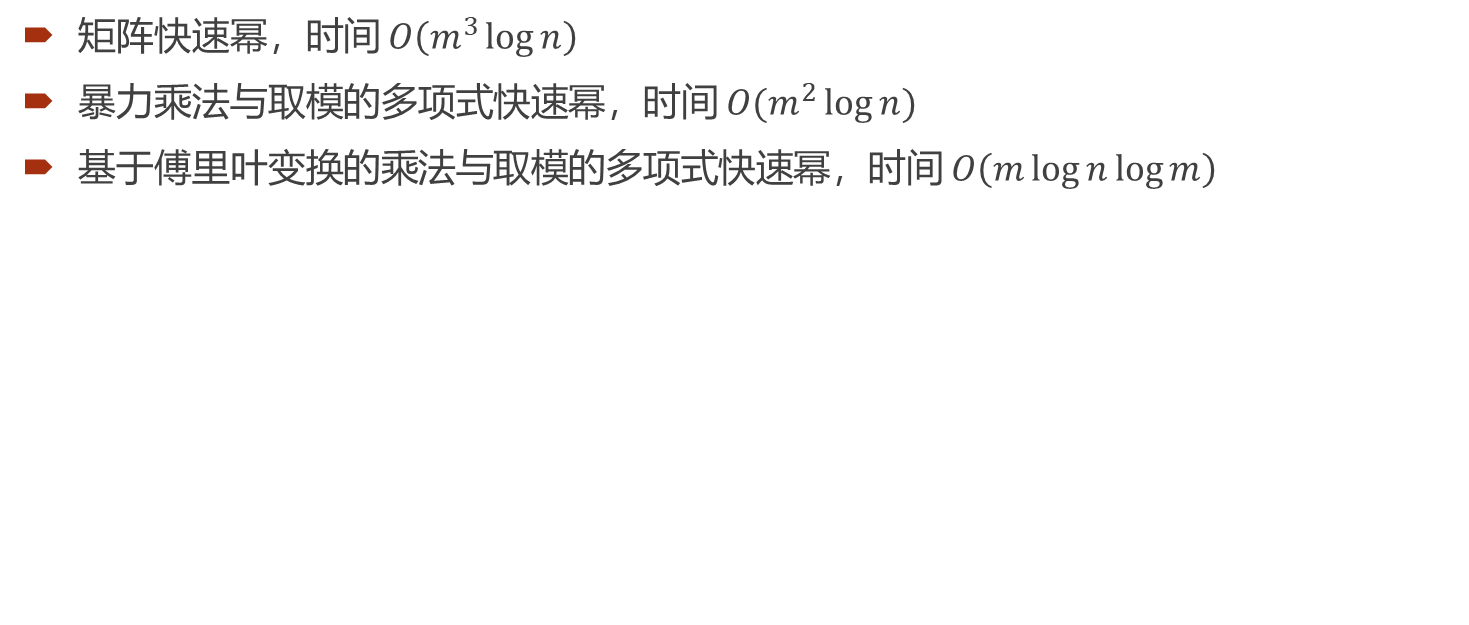 矩阵快速幂，时间 O(m³ log n)
暴力乘法与取模的多项式快速幂，时间 O(m² log n)
基于傅里叶变换的乘法与取模的多项式快速幂，时间 O(m log n log m)